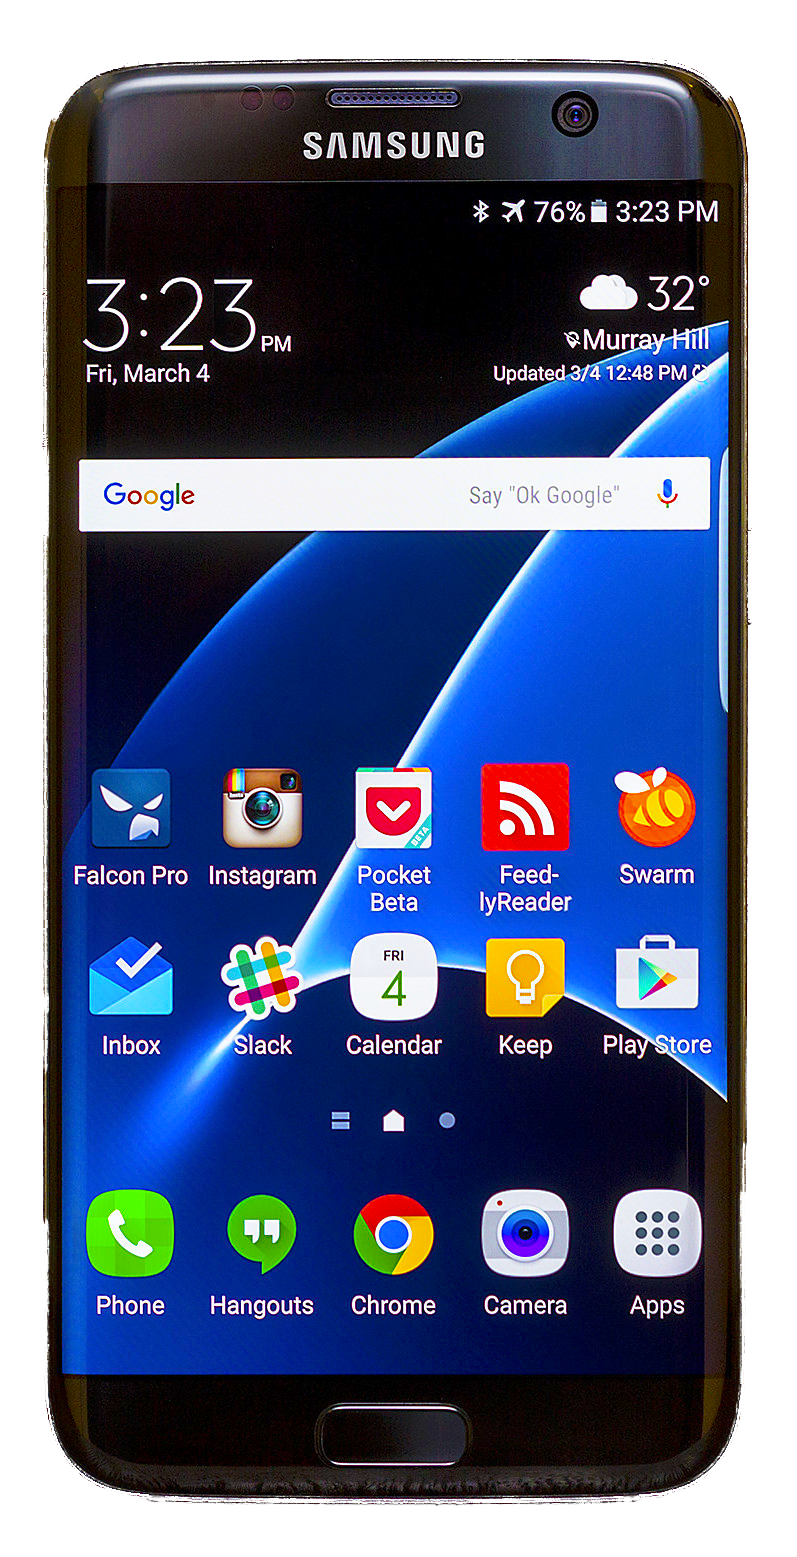 SAMSUNG
76% 3:23 PM
3:23 PM
Fri, March 4
32°
Murray Hill
Updated 3/4 12:48 PM
Google
Say "Ok Google"
BETA
Falcon Pro
Instagram
Pocket
Beta
Feed-
lyReader
Swarm
FRI
4
Inbox
Slack
Calendar
Keep
Play Store
Phone
Hangouts
Chrome
Camera
Apps